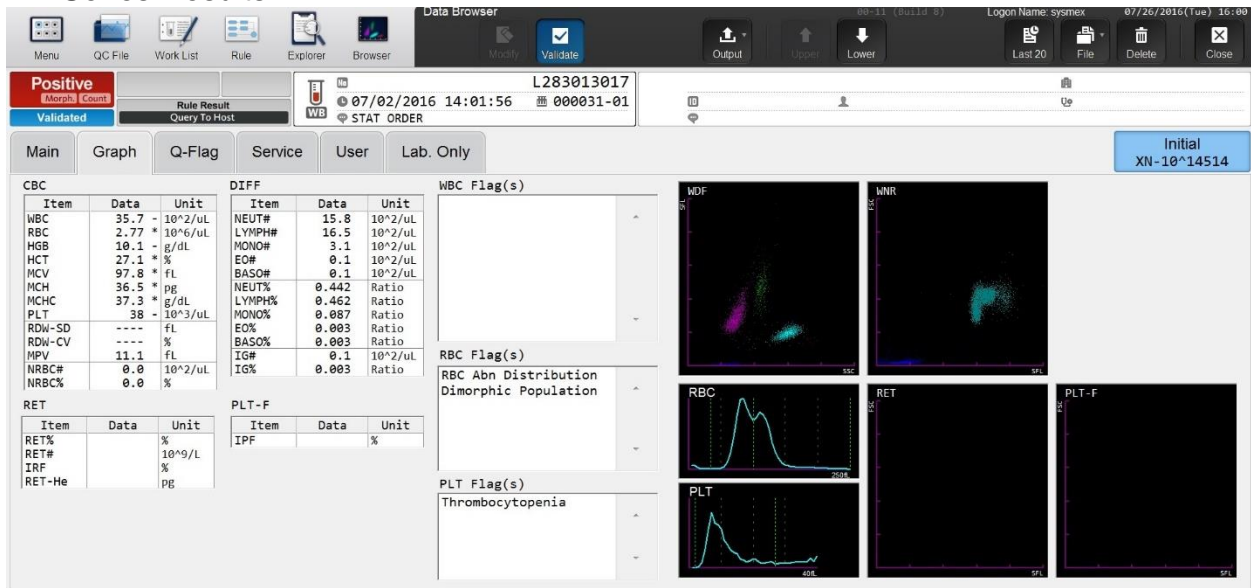 Data Browser
00-11 (Build 8)
Logon Name: sysmex
07/26/2016(Tue) 16:00
Menu
QC File
Work List
Rule
Explorer
Browser
Modify
Validate
Output
Upper
Lower
Last 20
File
Delete
Close
Positive
Morph. Count
Validated
Rule Result
Query To Host
WB
No L283013017
07/02/2016 14:01:56 000031-01
STAT ORDER
Main Graph Q-Flag Service User Lab. Only
Initial
XN-10^14514
CBC
Item Data Unit
WBC 35.7 - 10^2/uL
RBC 2.77 * 10^6/uL
HGB 10.1 - g/dL
HCT 27.1 * %
MCV 97.8 * fL
MCH 36.5 * pg
MCHC 37.3 * g/dL
PLT 38 - 10^3/uL
RDW-SD ---- fL
RDW-CV ---- %
MPV 11.1 fL
NRBC# 0.0 10^2/uL
NRBC% 0.0 %
DIFF
Item Data Unit
NEUT# 15.8 10^2/uL
LYMPH# 16.5 10^2/uL
MONO# 3.1 10^2/uL
EO# 0.1 10^2/uL
BASO# 0.1 10^2/uL
NEUT% 0.442 Ratio
LYMPH% 0.462 Ratio
MONO% 0.087 Ratio
EO% 0.003 Ratio
BASO% 0.003 Ratio
IG# 0.1 10^2/uL
IG% 0.003 Ratio
RET
Item Data Unit
RET% %
RET# 10^9/L
IRF %
RET-He pg
PLT-F
Item Data Unit
IPF %
WBC Flag(s)
RBC Flag(s)
RBC Abn Distribution
Dimorphic Population
PLT Flag(s)
Thrombocytopenia
WDF
SFL
SSC
WNR
FSC
SFL
RBC
250fL
RET
FSC
SFL
PLT-F
FSC
SFL
PLT
40fL